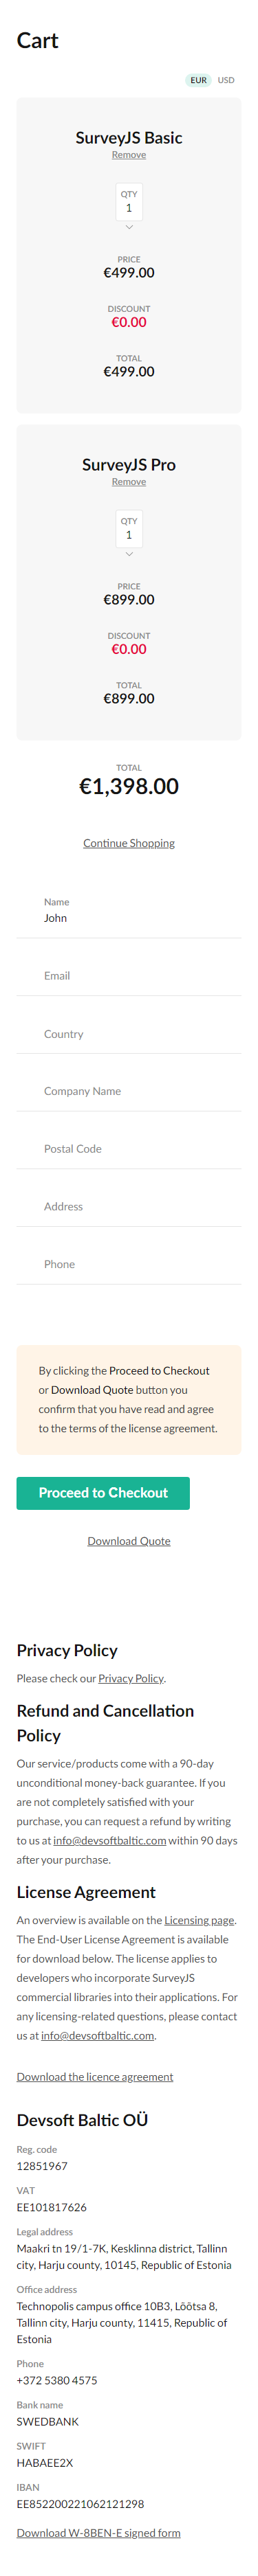 Cart
EUR USD
SurveyJS Basic
Remove
QTY
1
PRICE
€499.00
DISCOUNT
€0.00
TOTAL
€499.00
SurveyJS Pro
Remove
QTY
1
PRICE
€899.00
DISCOUNT
€0.00
TOTAL
€899.00
TOTAL
€1,398.00
Continue Shopping
Name
John
Email
Country
Company Name
Postal Code
Address
Phone
By clicking the Proceed to Checkout
or Download Quote button you
confirm that you have read and agree
to the terms of the license agreement.
Proceed to Checkout
Download Quote
Privacy Policy
Please check our Privacy Policy.
Refund and Cancellation
Policy
Our service/products come with a 90-day
unconditional money-back guarantee. If you
are not completely satisfied with your
purchase, you can request a refund by writing
to us at info@devsoftbaltic.com within 90 days
after your purchase.
License Agreement
An overview is available on the Licensing page.
The End-User License Agreement is available
for download below. The license applies to
developers who incorporate SurveyJS
commercial libraries into their applications. For
any licensing-related questions, please contact
us at info@devsoftbaltic.com.
Download the licence agreement
Devsoft Baltic OÜ
Reg. code
12851967
VAT
EE101817626
Legal address
Maakri tn 19/1-7K, Kesklinna district, Tallinn
city, Harju county, 10145, Republic of Estonia
Office address
Technopolis campus office 10B3, Lõõtsa 8,
Tallinn city, Harju county, 11415, Republic of
Estonia
Phone
+372 5380 4575
Bank name
SWEDBANK
SWIFT
HABAEE2X
IBAN
EE852200221062121298
Download W-8BEN-E signed form